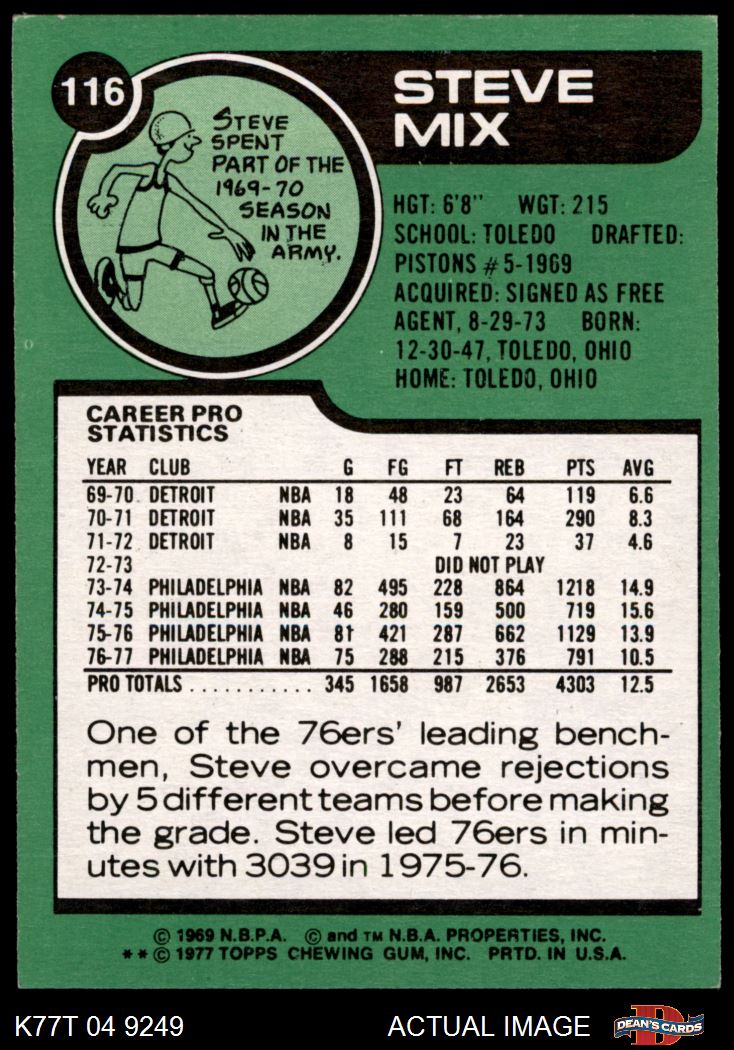 116
STEVE
MIX
STEVE
SPENT
PART OF THE
1969-70
SEASON
IN THE
ARMY.
HGT: 6'8" WGT: 215
SCHOOL: TOLEDO DRAFTED:
PISTONS #5-1969
ACQUIRED: SIGNED AS FREE
AGENT, 8-29-73 BORN:
12-30-47, TOLEDO, OHIO
HOME: TOLEDO, OHIO
CAREER PRO
STATISTICS
YEAR CLUB G FG FT REB PTS AVG
69-70 DETROIT NBA 18 48 23 64 119 6.6
70-71 DETROIT NBA 35 111 68 164 290 8.3
71-72 DETROIT NBA 8 15 7 23 37 4.6
72-73 DID NOT PLAY
73-74 PHILADELPHIA NBA 82 495 228 864 1218 14.9
74-75 PHILADELPHIA NBA 46 280 159 500 719 15.6
75-76 PHILADELPHIA NBA 81 421 287 662 1129 13.9
76-77 PHILADELPHIA NBA 75 288 215 376 791 10.5
PRO TOTALS ........... 345 1658 987 2653 4303 12.5
One of the 76ers' leading bench-
men, Steve overcame rejections
by 5 different teams before making
the grade. Steve led 76ers in min-
utes with 3039 in 1975-76.
© 1969 N.B.P.A. © and TM N.B.A. PROPERTIES, INC.
**© 1977 TOPPS CHEWING GUM, INC. PRTD. IN U.S.A.
K77T 04 9249 ACTUAL IMAGE D DEAN'S CARDS